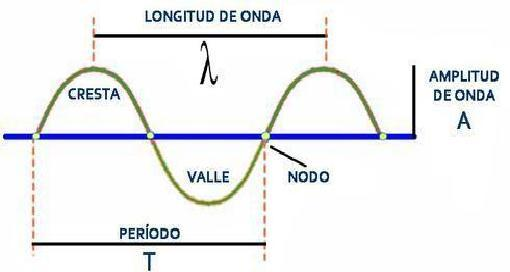 LONGITUD DE ONDA
λ
CRESTA
AMPLITUD
DE ONDA
A
VALLE
NODO
PERÍODO
T